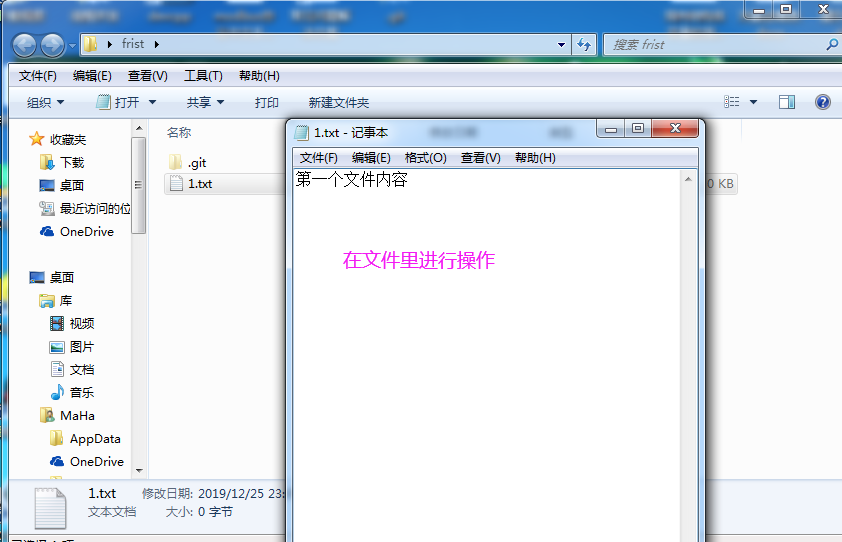 frist
搜索 frist
文件(F) 编辑(E) 查看(V) 工具(T) 帮助(H)
组织 打开 共享 打印 新建文件夹
收藏夹
下载
桌面
最近访问的位
OneDrive
桌面
库
视频
图片
文档
音乐
MaHa
AppData
OneDrive
名称
.git
1.txt
0 KB
1.txt - 记事本
文件(F) 编辑(E) 格式(O) 查看(V) 帮助(H)
第一个文件内容
在文件里进行操作
1.txt 修改日期: 2019/12/25 23:
文本文档 大小: 0 字节